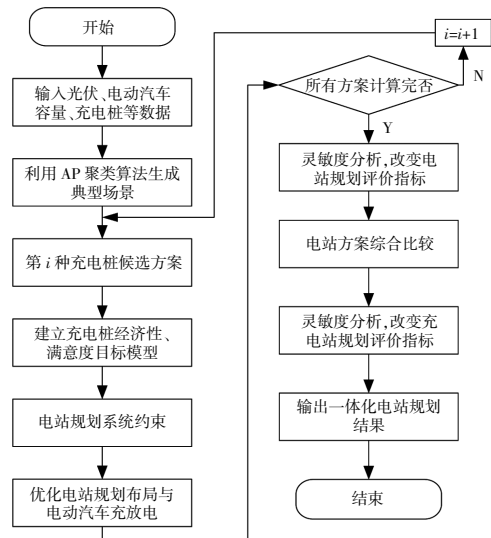 开始
输入光伏、电动汽车
容量、充电桩等数据
利用 AP 聚类算法生成
典型场景
第 i 种充电桩候选方案
建立充电桩经济性、
满意度目标模型
电站规划系统约束
优化电站规划布局与
电动汽车充放电
i=i+1
N
所有方案计算完否
Y
灵敏度分析,改变电
站规划评价指标
电站方案综合比较
灵敏度分析,改变充
电站规划评价指标
输出一体化电站规划
结果
结束